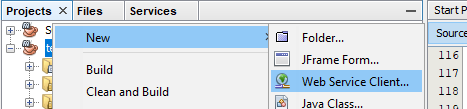 Projects Files Services Start P
S Source
te New Folder... 116
JFrame Form... 117
Build Web Service Client... 118
Clean and Build Java Class... 119